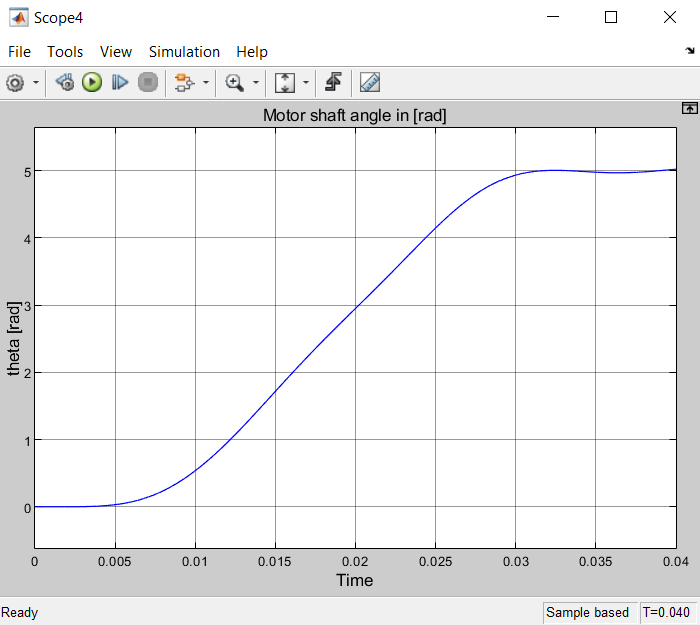 Scope4
File Tools View Simulation Help
Motor shaft angle in [rad]
theta [rad]
5
4
3
2
1
0
0 0.005 0.01 0.015 0.02 0.025 0.03 0.035 0.04
Time
Ready Sample based T=0.040